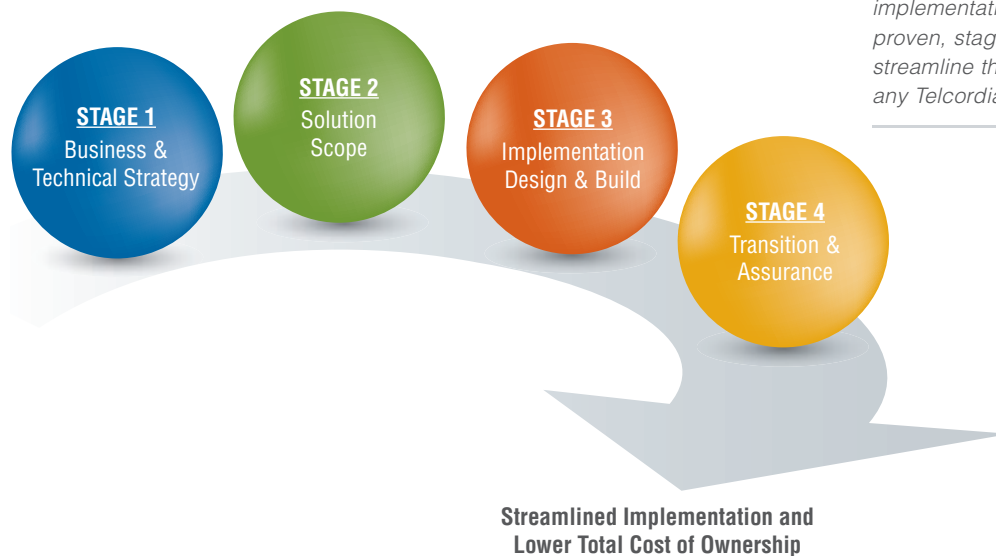 implementati
proven, stag
streamline th
any Telcordia
STAGE 1
Business &
Technical Strategy
STAGE 2
Solution
Scope
STAGE 3
Implementation
Design & Build
STAGE 4
Transition &
Assurance
Streamlined Implementation and
Lower Total Cost of Ownership